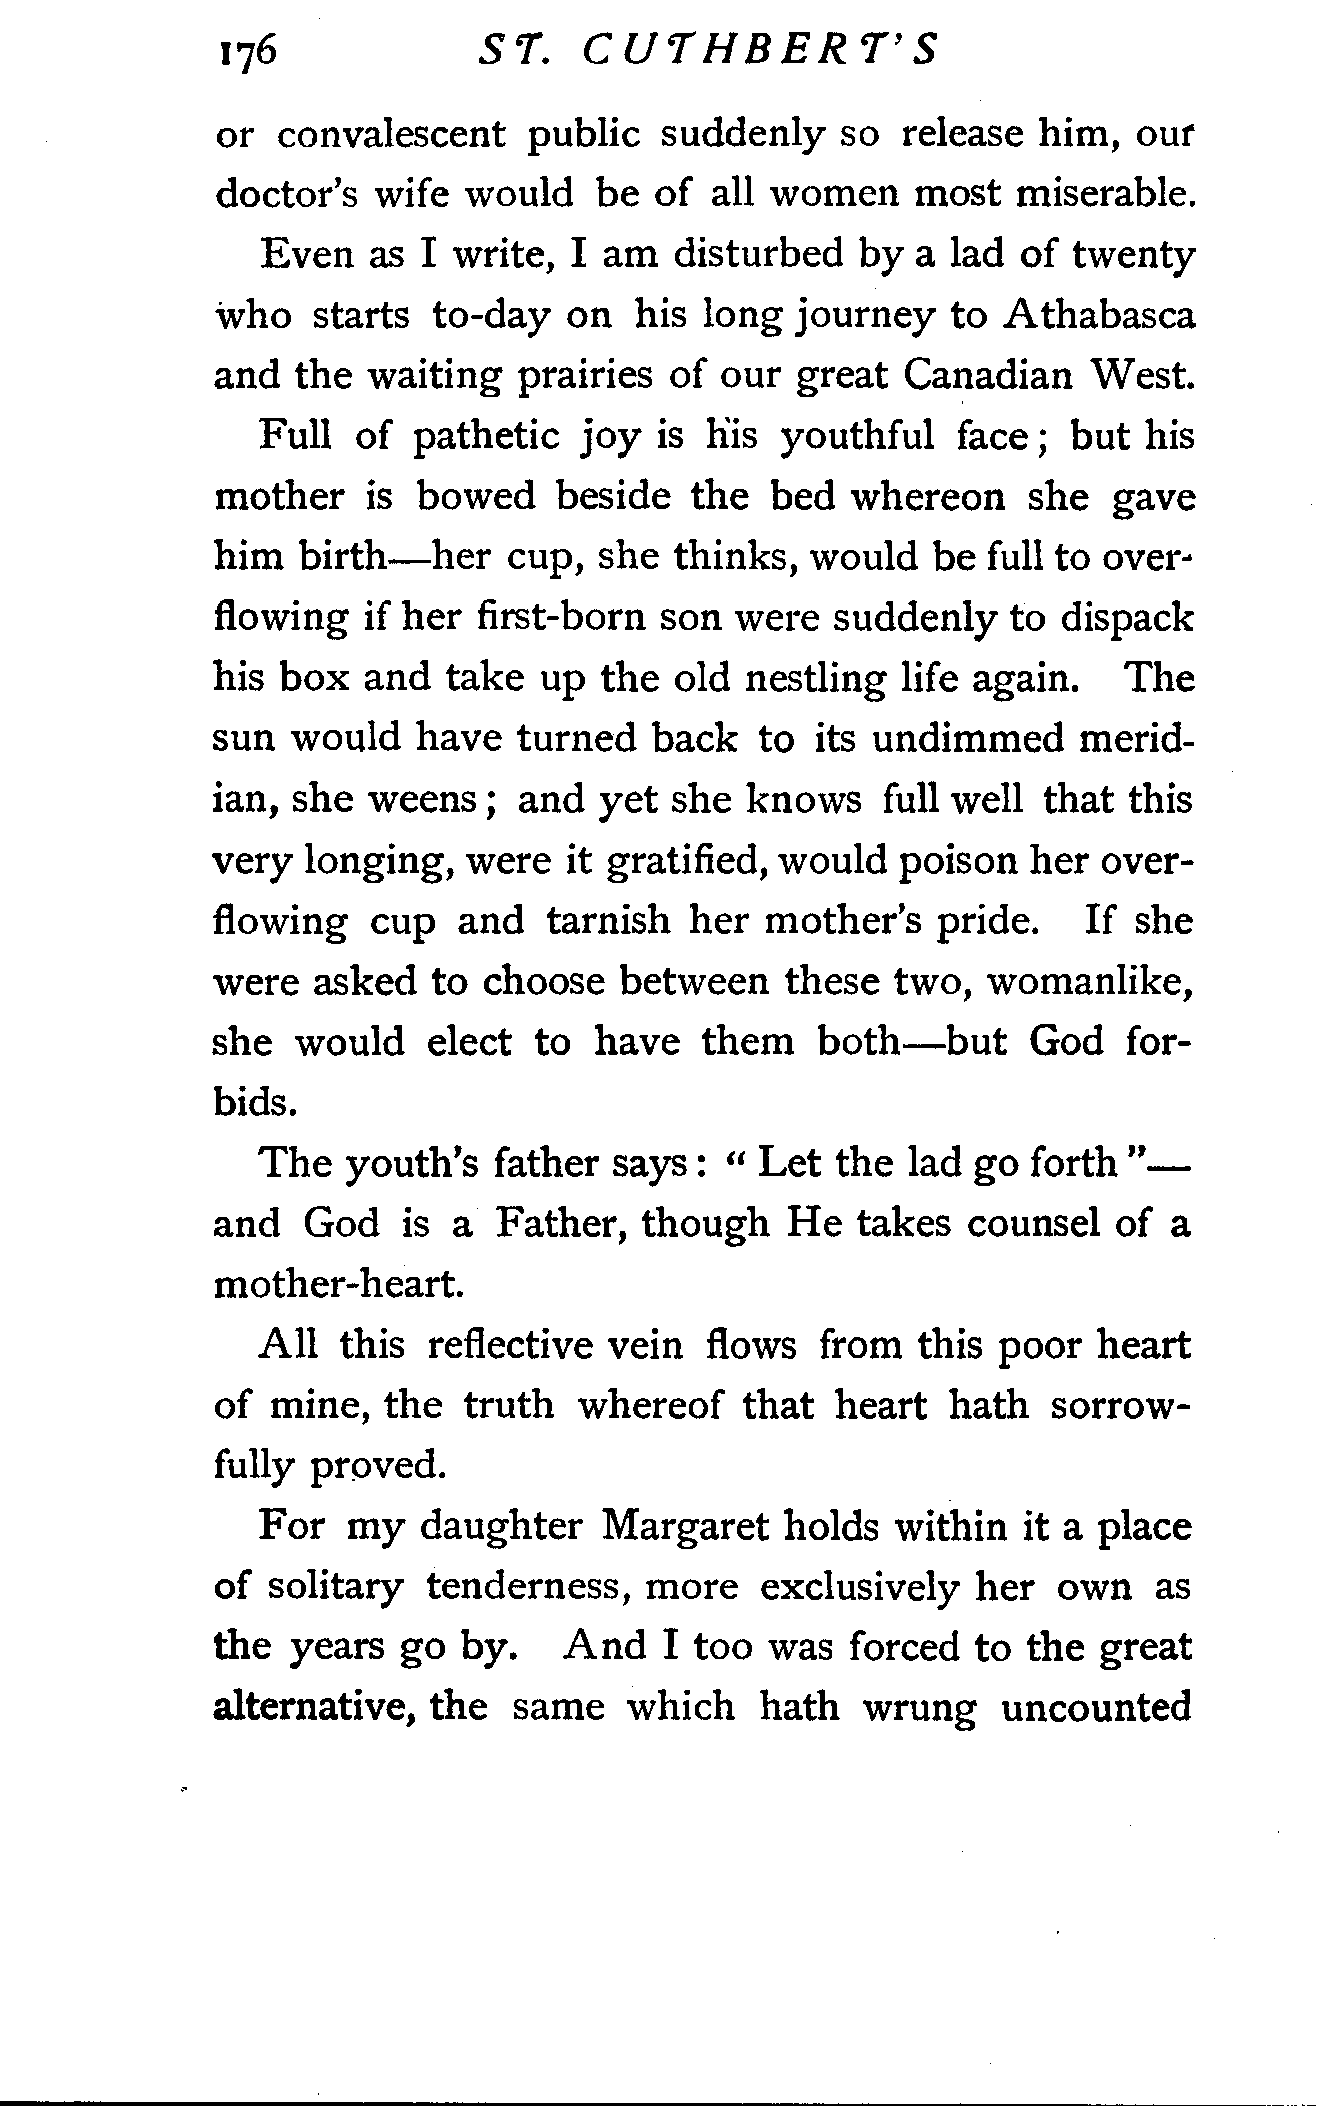 176 ST. CUTHBERT'S
or convalescent public suddenly so release him, our
doctor's wife would be of all women most miserable.
Even as I write, I am disturbed by a lad of twenty
who starts to-day on his long journey to Athabasca
and the waiting prairies of our great Canadian West.
Full of pathetic joy is his youthful face; but his
mother is bowed beside the bed whereon she gave
him birth—her cup, she thinks, would be full to over-
flowing if her first-born son were suddenly to dispack
his box and take up the old nestling life again. The
sun would have turned back to its undimmed merid-
ian, she weens; and yet she knows full well that this
very longing, were it gratified, would poison her over-
flowing cup and tarnish her mother's pride. If she
were asked to choose between these two, womanlike,
she would elect to have them both—but God for-
bids.
The youth's father says: "Let the lad go forth"—
and God is a Father, though He takes counsel of a
mother-heart.
All this reflective vein flows from this poor heart
of mine, the truth whereof that heart hath sorrow-
fully proved.
For my daughter Margaret holds within it a place
of solitary tenderness, more exclusively her own as
the years go by. And I too was forced to the great
alternative, the same which hath wrung uncounted